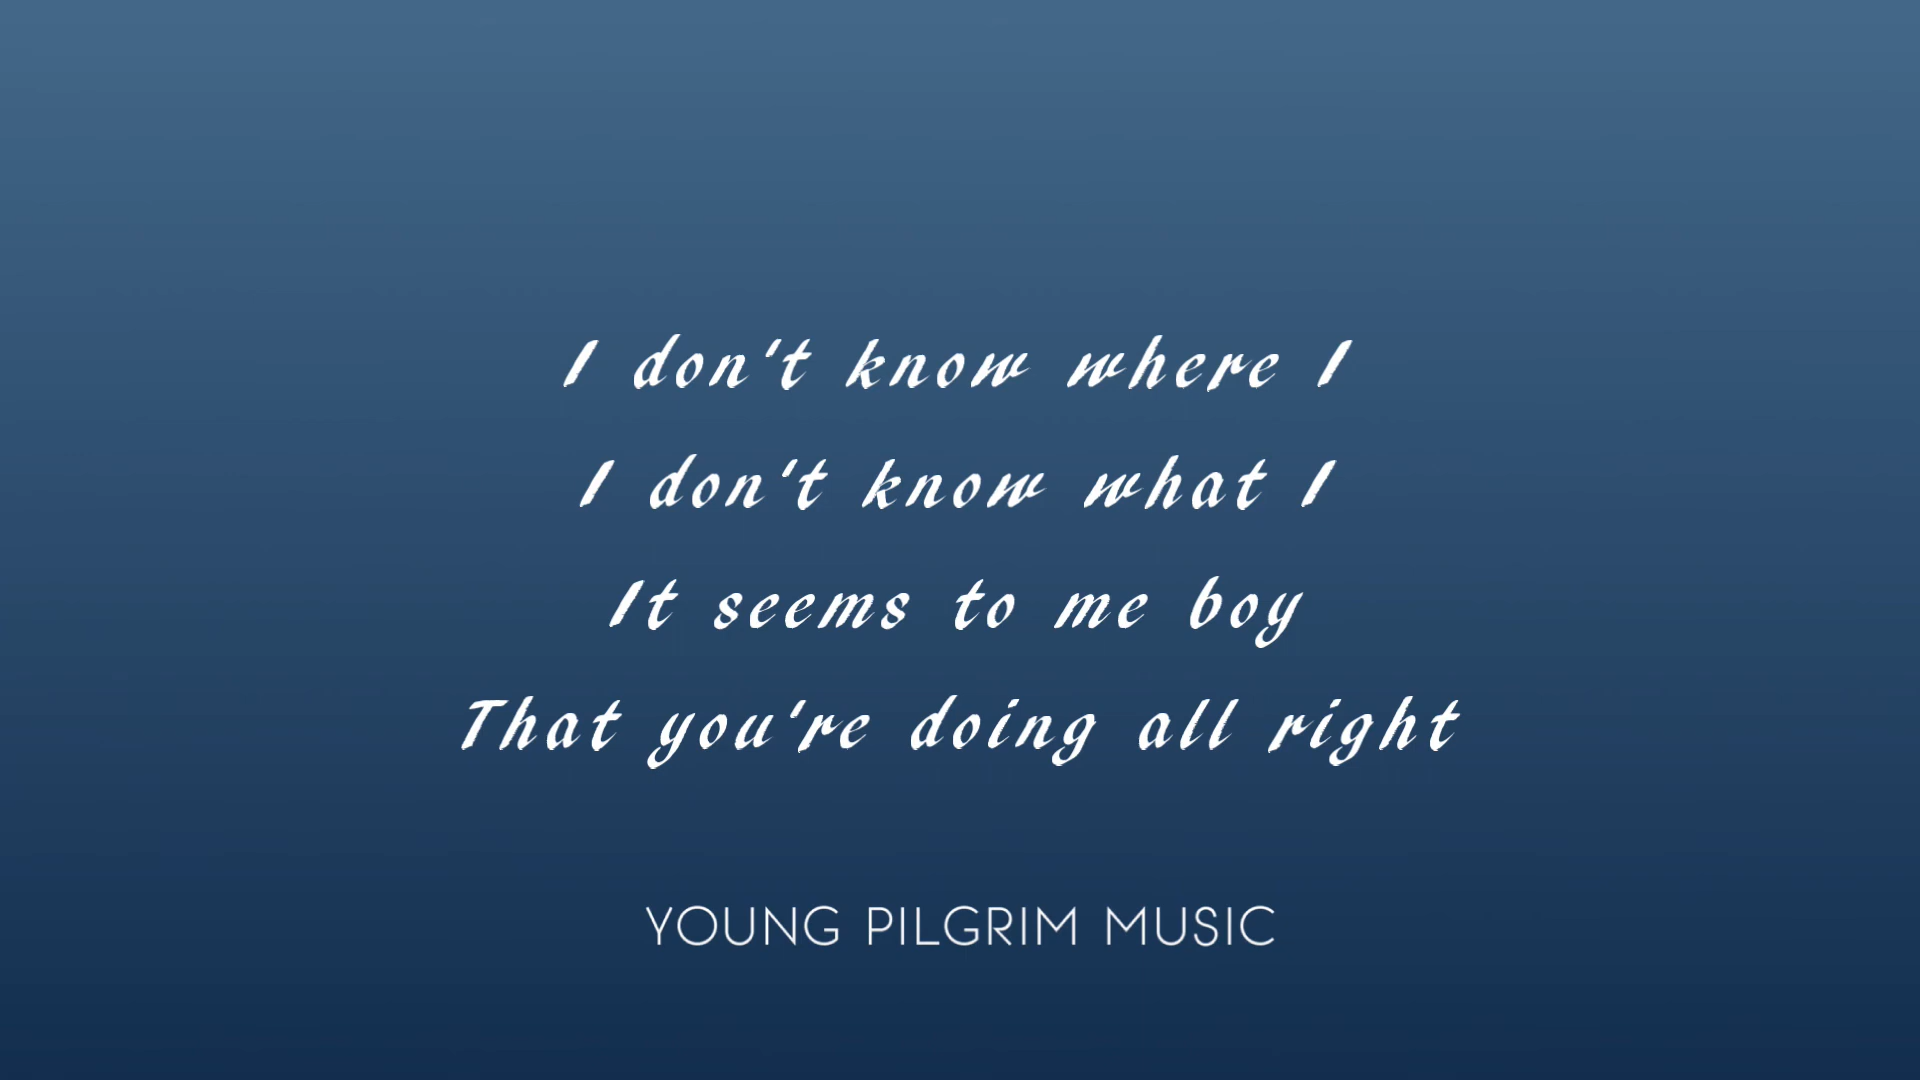 I don't know where I
I don't know what I
It seems to me boy
That you're doing all right
YOUNG PILGRIM MUSIC